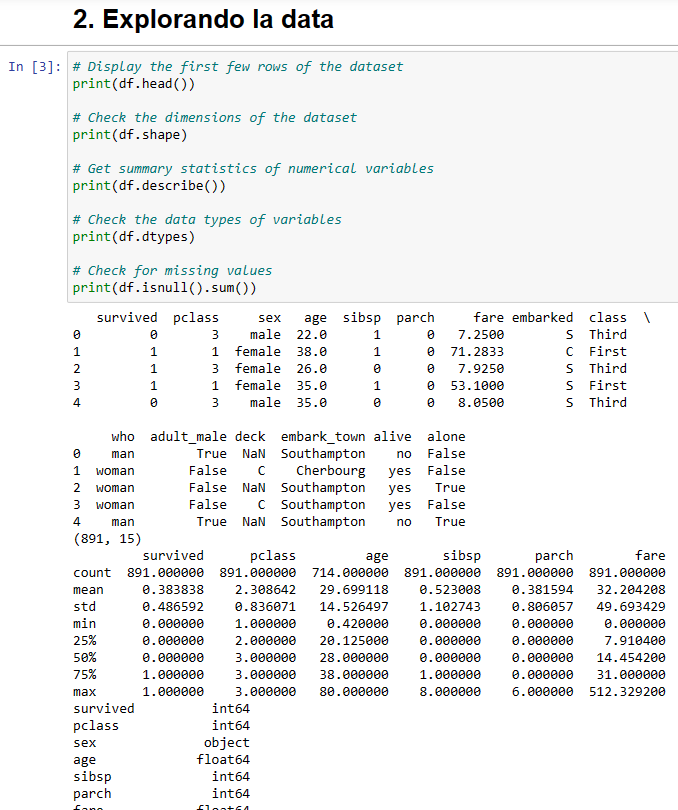 2. Explorando la data
In [3]: # Display the first few rows of the dataset
print(df.head())
# Check the dimensions of the dataset
print(df.shape)
# Get summary statistics of numerical variables
print(df.describe())
# Check the data types of variables
print(df.dtypes)
# Check for missing values
print(df.isnull().sum())
survived pclass sex age sibsp parch fare embarked class \
0 0 3 male 22.0 1 0 7.2500 S Third
1 1 1 female 38.0 1 0 71.2833 C First
2 1 3 female 26.0 0 0 7.9250 S Third
3 1 1 female 35.0 1 0 53.1000 S First
4 0 3 male 35.0 0 0 8.0500 S Third
who adult_male deck embark_town alive alone
0 man True NaN Southampton no False
1 woman False C Cherbourg yes False
2 woman False NaN Southampton yes True
3 woman False C Southampton yes False
4 man True NaN Southampton no True
(891, 15)
survived pclass age sibsp parch fare
count 891.000000 891.000000 714.000000 891.000000 891.000000 891.000000
mean 0.383838 2.308642 29.699118 0.523008 0.381594 32.204208
std 0.486592 0.836071 14.526497 1.102743 0.806057 49.693429
min 0.000000 1.000000 0.420000 0.000000 0.000000 0.000000
25% 0.000000 2.000000 20.125000 0.000000 0.000000 7.910400
50% 0.000000 3.000000 28.000000 0.000000 0.000000 14.454200
75% 1.000000 3.000000 38.000000 1.000000 0.000000 31.000000
max 1.000000 3.000000 80.000000 8.000000 6.000000 512.329200
survived int64
pclass int64
sex object
age float64
sibsp int64
parch int64
fare float64